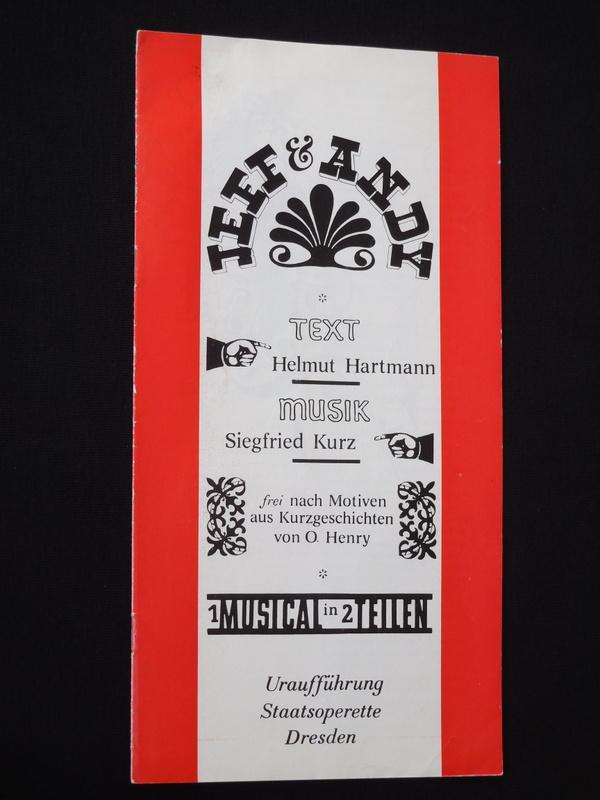 JEFF & ANDY
TEXT
Helmut Hartmann
MUSIK
Siegfried Kurz
frei nach Motiven
aus Kurzgeschichten
von O. Henry
1 MUSICAL in 2 TEILEN
Uraufführung
Staatsoperette
Dresden